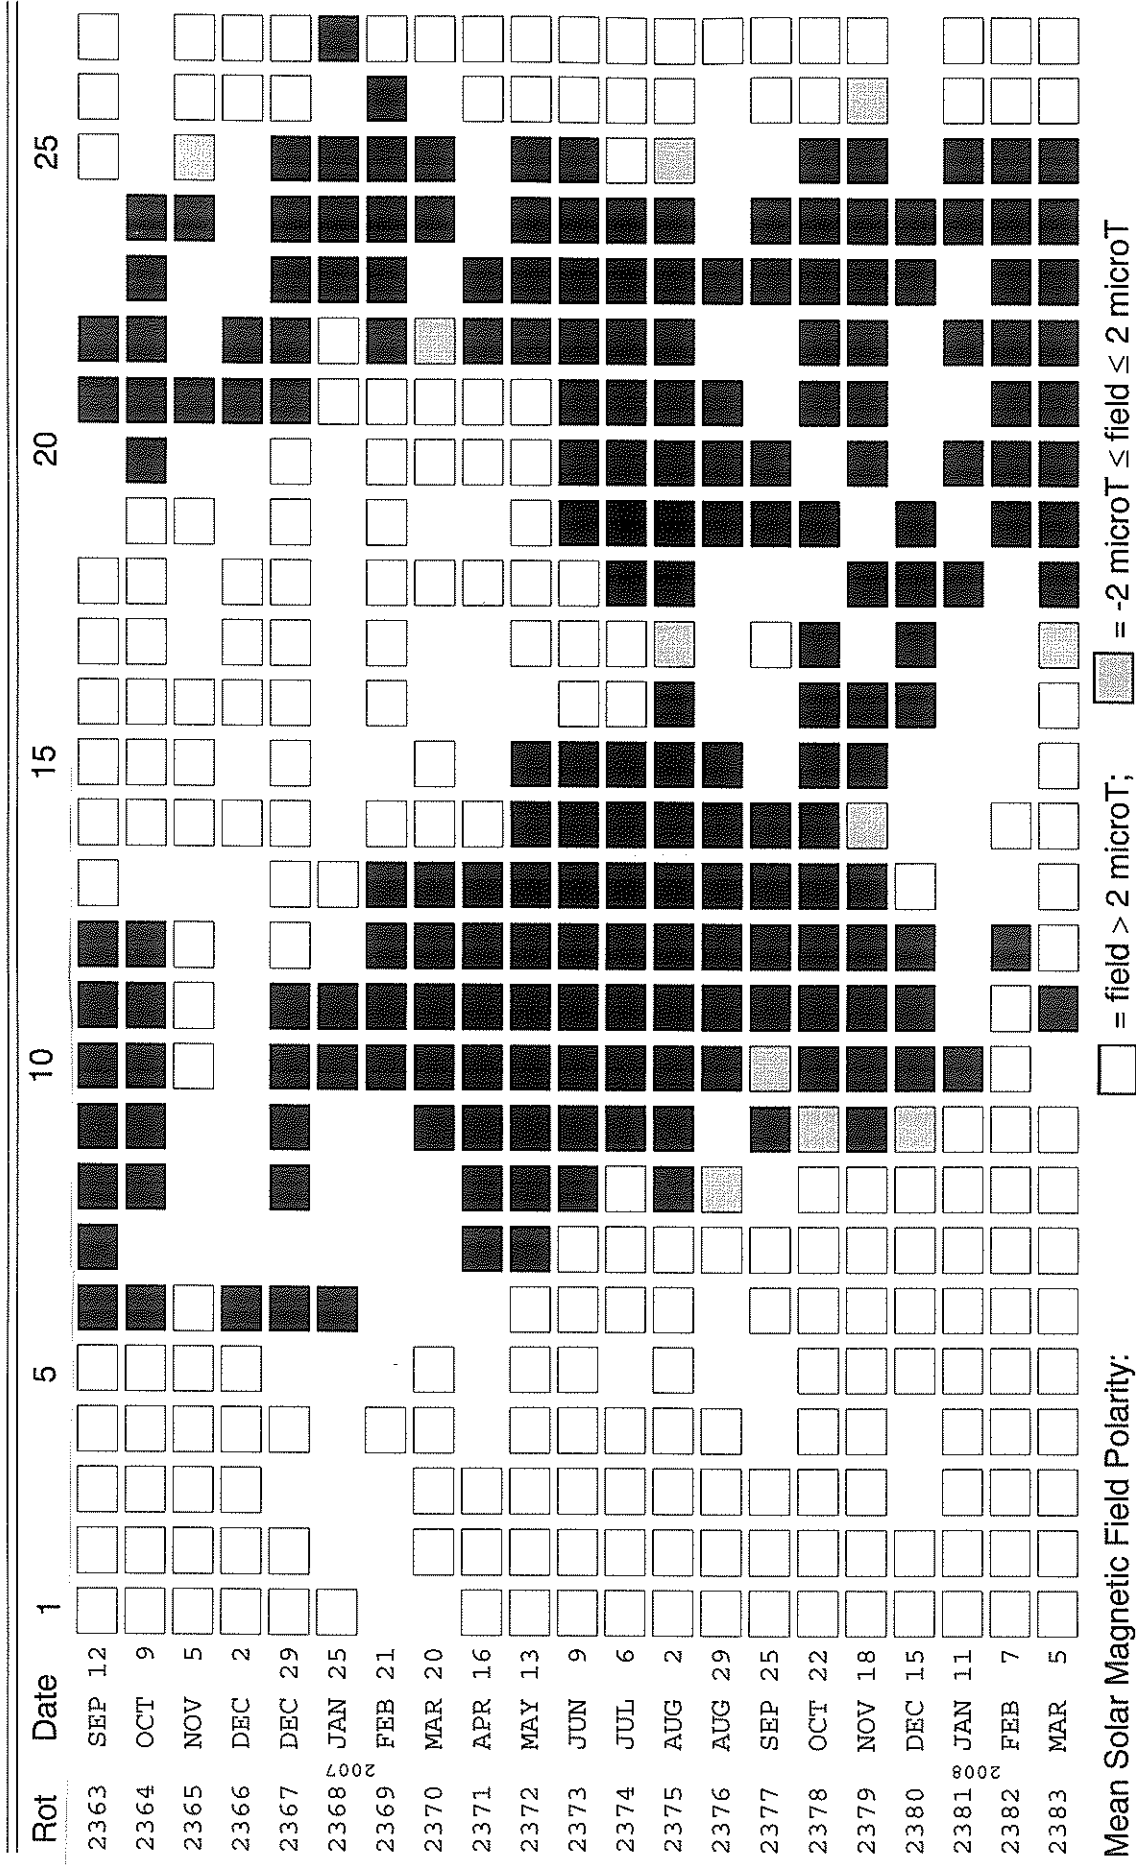 Rot Date 1 5 10 15 20 25
2363 SEP 12
2364 OCT 9
2365 NOV 5
2366 DEC 2
2367 DEC 29
2007
2368 JAN 25
2369 FEB 21
2370 MAR 20
2371 APR 16
2372 MAY 13
2373 JUN 9
2374 JUL 6
2375 AUG 2
2376 AUG 29
2377 SEP 25
2378 OCT 22
2379 NOV 18
2380 DEC 15
2008
2381 JAN 11
2382 FEB 7
2383 MAR 5
Mean Solar Magnetic Field Polarity: = field > 2 microT; = -2 microT ≤ field ≤ 2 microT